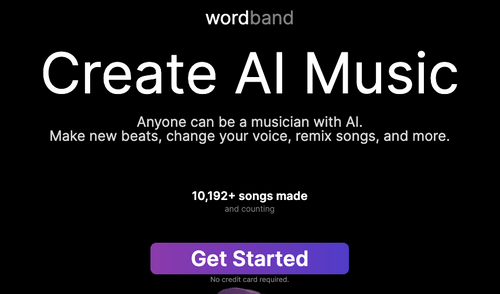 wordband
Create AI Music
Anyone can be a musician with AI.
Make new beats, change your voice, remix songs, and more.
10,192+ songs made
and counting
Get Started
No credit card required.